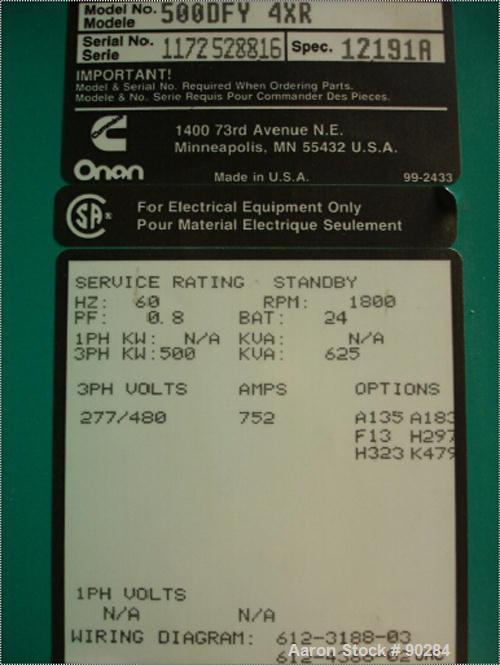 Model No. 500DFY 4XR
Modele
Serial No. 1172528816 Spec. 12191A
Serie
IMPORTANT!
Model & Serial No. Required When Ordering Parts.
Modele & No. Serie Requis Pour Commander Des Pieces.
Onan
1400 73rd Avenue N.E.
Minneapolis, MN 55432 U.S.A.
Made in U.S.A. 99-2433
SA® For Electrical Equipment Only
Pour Material Electrique Seulement
SERVICE RATING STANDBY
HZ: 60 RPM: 1800
PF: 0.8 BAT: 24
1PH KW: N/A KVA: N/A
3PH KW:500 KVA: 625
3PH VOLTS AMPS OPTIONS
277/480 752 A135 A183
F13 H297
H323 K479
1PH VOLTS
N/A N/A
WIRING DIAGRAM: 612-3188-03
Aaron Stock # 90284